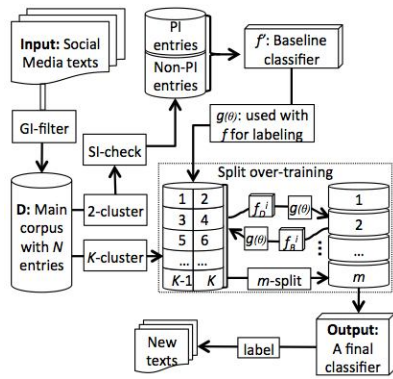 Input: Social
Media texts
GI-filter
D: Main
corpus
with N
entries
SI-check
2-cluster
K-cluster
PI
entries
Non-PI
entries
f': Baseline
classifier
g(θ): used with
f for labeling
Split over-training
1 2
3 4
5 6
... ...
K-1 K
f_D^i
g(θ)
g(θ)
f_B^i
m-split
1
2
...
m
Output:
A final
classifier
label
New
texts